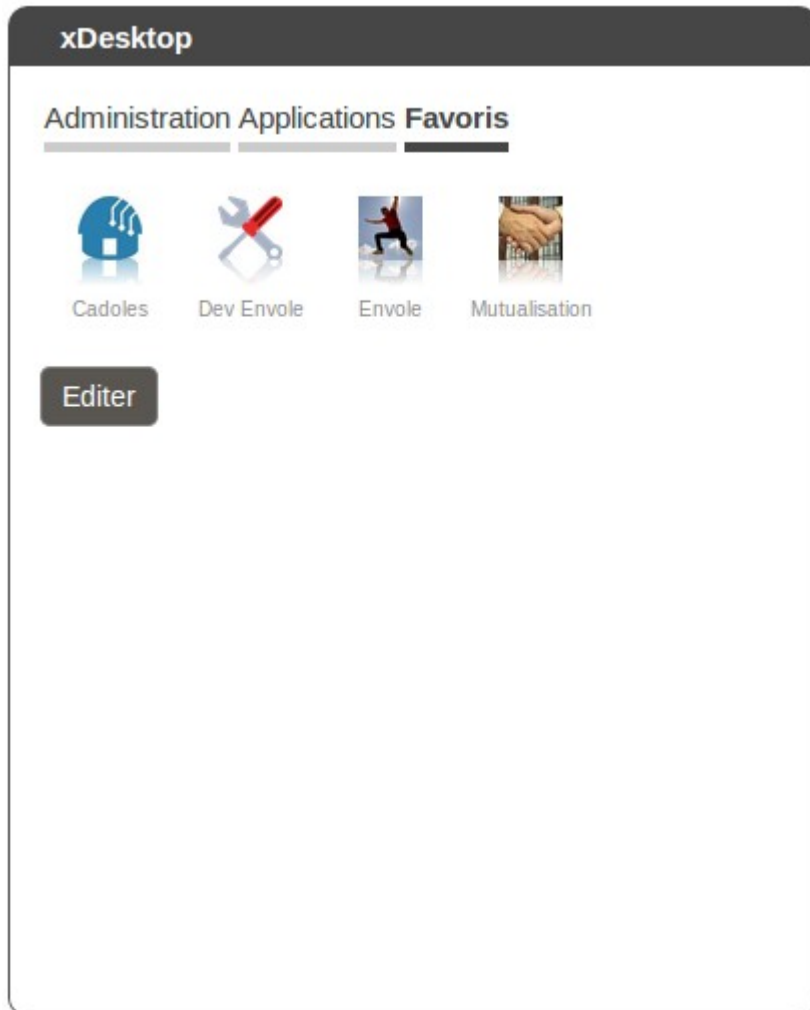 xDesktop
Administration Applications Favoris
Cadoles Dev Envole Envole Mutualisation
Editer